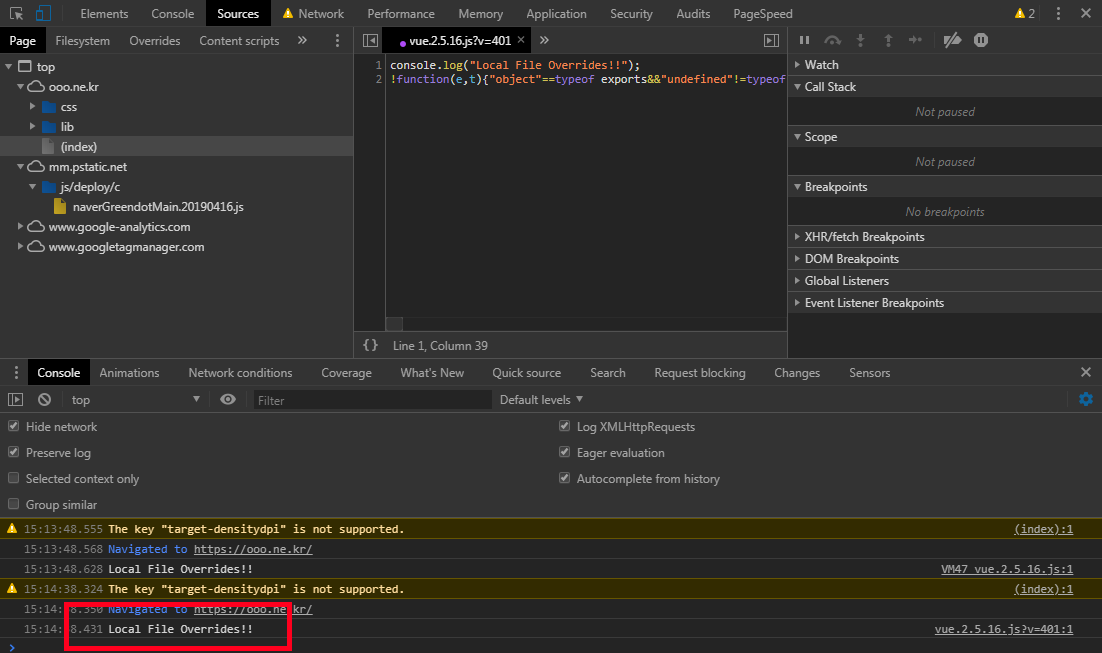 Elements Console Sources Network Performance Memory Application Security Audits PageSpeed 2
Page Filesystem Overrides Content scripts » vue.2.5.16.js?v=401 × »
top
ooo.ne.kr
css
lib
(index)
mm.pstatic.net
js/deploy/c
naverGreendotMain.20190416.js
www.google-analytics.com
www.googletagmanager.com
1 console.log("Local File Overrides!!");
2 !function(e,t){"object"==typeof exports&&"undefined"!=typeof
{} Line 1, Column 39
Watch
Call Stack
Not paused
Scope
Not paused
Breakpoints
No breakpoints
XHR/fetch Breakpoints
DOM Breakpoints
Global Listeners
Event Listener Breakpoints
Console Animations Network conditions Coverage What's New Quick source Search Request blocking Changes Sensors
top Filter Default levels
Hide network Log XMLHttpRequests
Preserve log Eager evaluation
Selected context only Autocomplete from history
Group similar
15:13:48.555 The key "target-densitydpi" is not supported. (index):1
15:13:48.568 Navigated to https://ooo.ne.kr/
15:13:48.628 Local File Overrides!! VM47 vue.2.5.16.js:1
15:14:38.324 The key "target-densitydpi" is not supported. (index):1
15:14:38.350 Navigated to https://ooo.ne.kr/
15:14:38.431 Local File Overrides!! vue.2.5.16.js?v=401:1